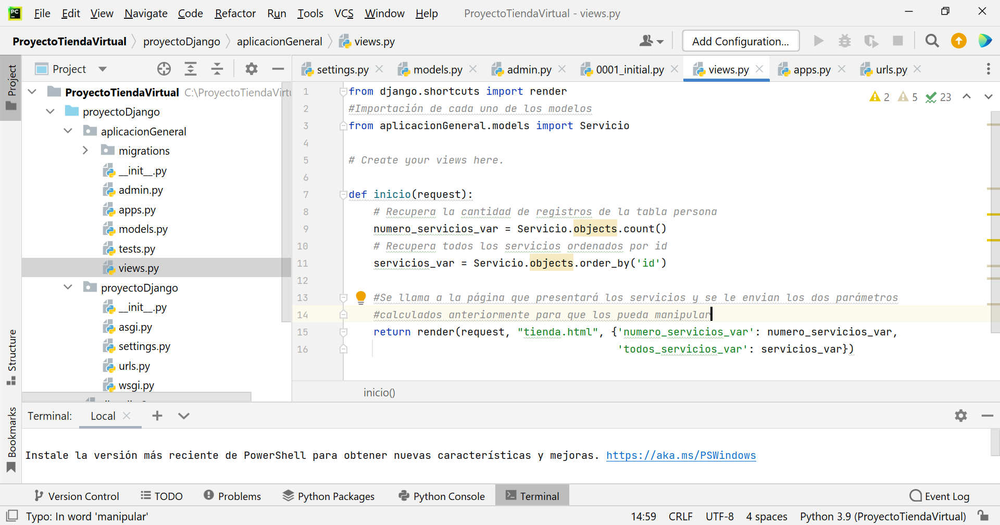 PC
File Edit View Navigate Code Refactor Run Tools VCS Window Help ProyectoTiendaVirtual - views.py
ProyectoTiendaVirtual proyectoDjango aplicacionGeneral views.py Add Configuration...
Project
Project
settings.py models.py admin.py 0001_initial.py views.py apps.py urls.py
ProyectoTiendaVirtual C:\ProyectoTiendaVirtu
proyectoDjango
aplicacionGeneral
migrations
__init__.py
admin.py
apps.py
models.py
tests.py
views.py
proyectoDjango
__init__.py
asgi.py
settings.py
urls.py
wsgi.py
Structure
Bookmarks
2 5 23
1 from django.shortcuts import render
2 #Importación de cada uno de los modelos
3 from aplicacionGeneral.models import Servicio
4
5 # Create your views here.
6
7 def inicio(request):
8 # Recupera la cantidad de registros de la tabla persona
9 numero_servicios_var = Servicio.objects.count()
10 # Recupera todos los servicios ordenados por id
11 servicios_var = Servicio.objects.order_by('id')
12
13 #Se llama a la página que presentará los servicios y se le envian los dos parámetros
14 #calculados anteriormente para que los pueda manipular
15 return render(request, "tienda.html", {'numero_servicios_var': numero_servicios_var,
16 'todos_servicios_var': servicios_var})
inicio()
Terminal: Local
Instale la versión más reciente de PowerShell para obtener nuevas características y mejoras. https://aka.ms/PSWindows
Version Control TODO Problems Python Packages Python Console Terminal Event Log
Typo: In word 'manipular' 14:59 CRLF UTF-8 4 spaces Python 3.9 (ProyectoTiendaVirtual)